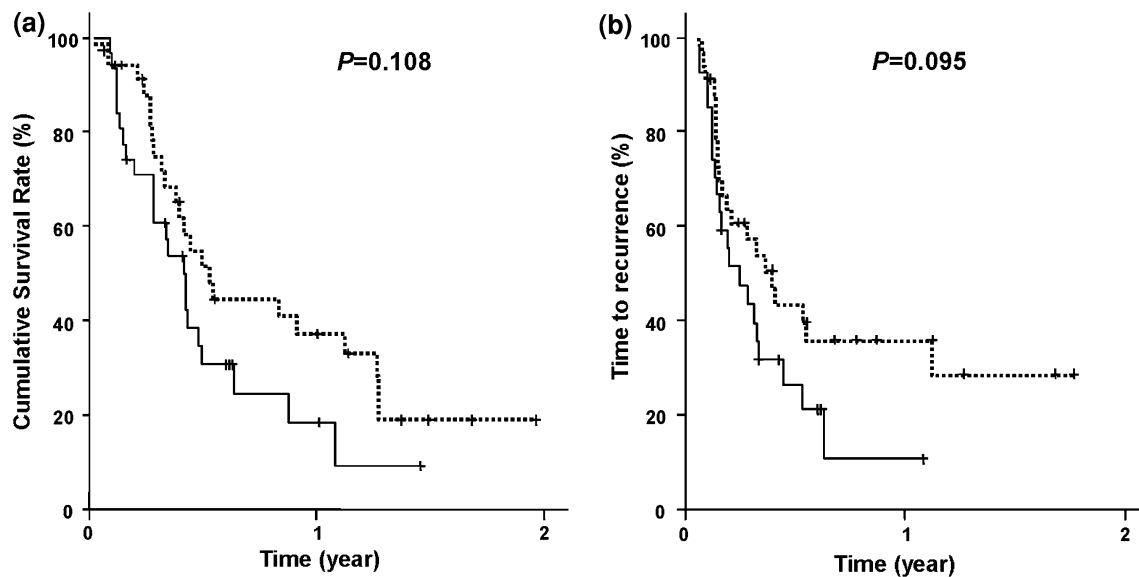 (a)
P=0.108
Cumulative Survival Rate (%)
100
80
60
40
20
0
0
1
2
Time (year)
(b)
P=0.095
Time to recurrence (%)
100
80
60
40
20
0
0
1
2
Time (year)